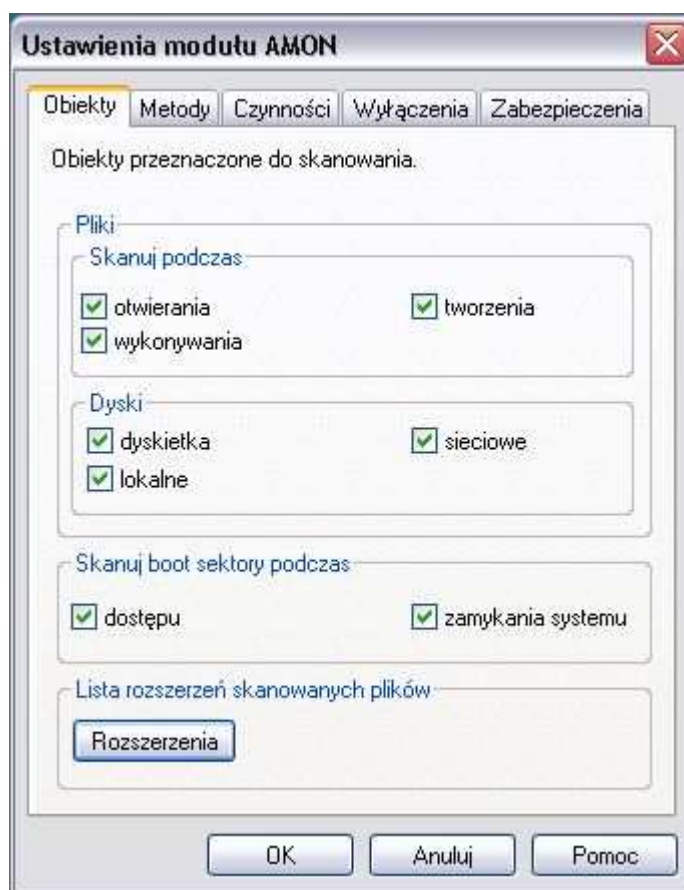 Ustawienia modułu AMON
Obiekty Metody Czynności Wyłączenia Zabezpieczenia
Obiekty przeznaczone do skanowania.
Pliki
Skanuj podczas
otwierania tworzenia
wykonywania
Dyski
dyskietka sieciowe
lokalne
Skanuj boot sektory podczas
dostępu zamykania systemu
Lista rozszerzeń skanowanych plików
Rozszerzenia
OK Anuluj Pomoc